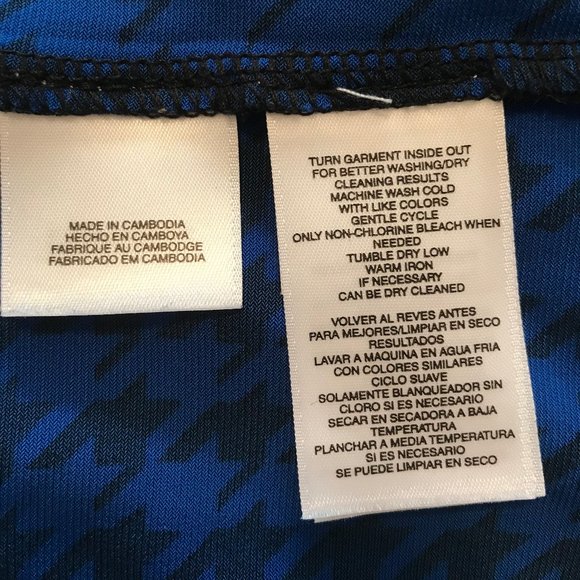 MADE IN CAMBODIA
HECHO EN CAMBOYA
FABRIQUE AU CAMBODGE
FABRICADO EM CAMBODIA
TURN GARMENT INSIDE OUT
FOR BETTER WASHING/DRY
CLEANING RESULTS
MACHINE WASH COLD
WITH LIKE COLORS
GENTLE CYCLE
ONLY NON-CHLORINE BLEACH WHEN
NEEDED
TUMBLE DRY LOW
WARM IRON
IF NECESSARY
CAN BE DRY CLEANED
VOLVER AL REVES ANTES
PARA MEJORES/LIMPIAR EN SECO
RESULTADOS
LAVAR A MAQUINA EN AGUA FRIA
CON COLORES SIMILARES
CICLO SUAVE
SOLAMENTE BLANQUEADOR SIN
CLORO SI ES NECESARIO
SECAR EN SECADORA A BAJA
TEMPERATURA
PLANCHAR A MEDIA TEMPERATURA
SI ES NECESARIO
SE PUEDE LIMPIAR EN SECO